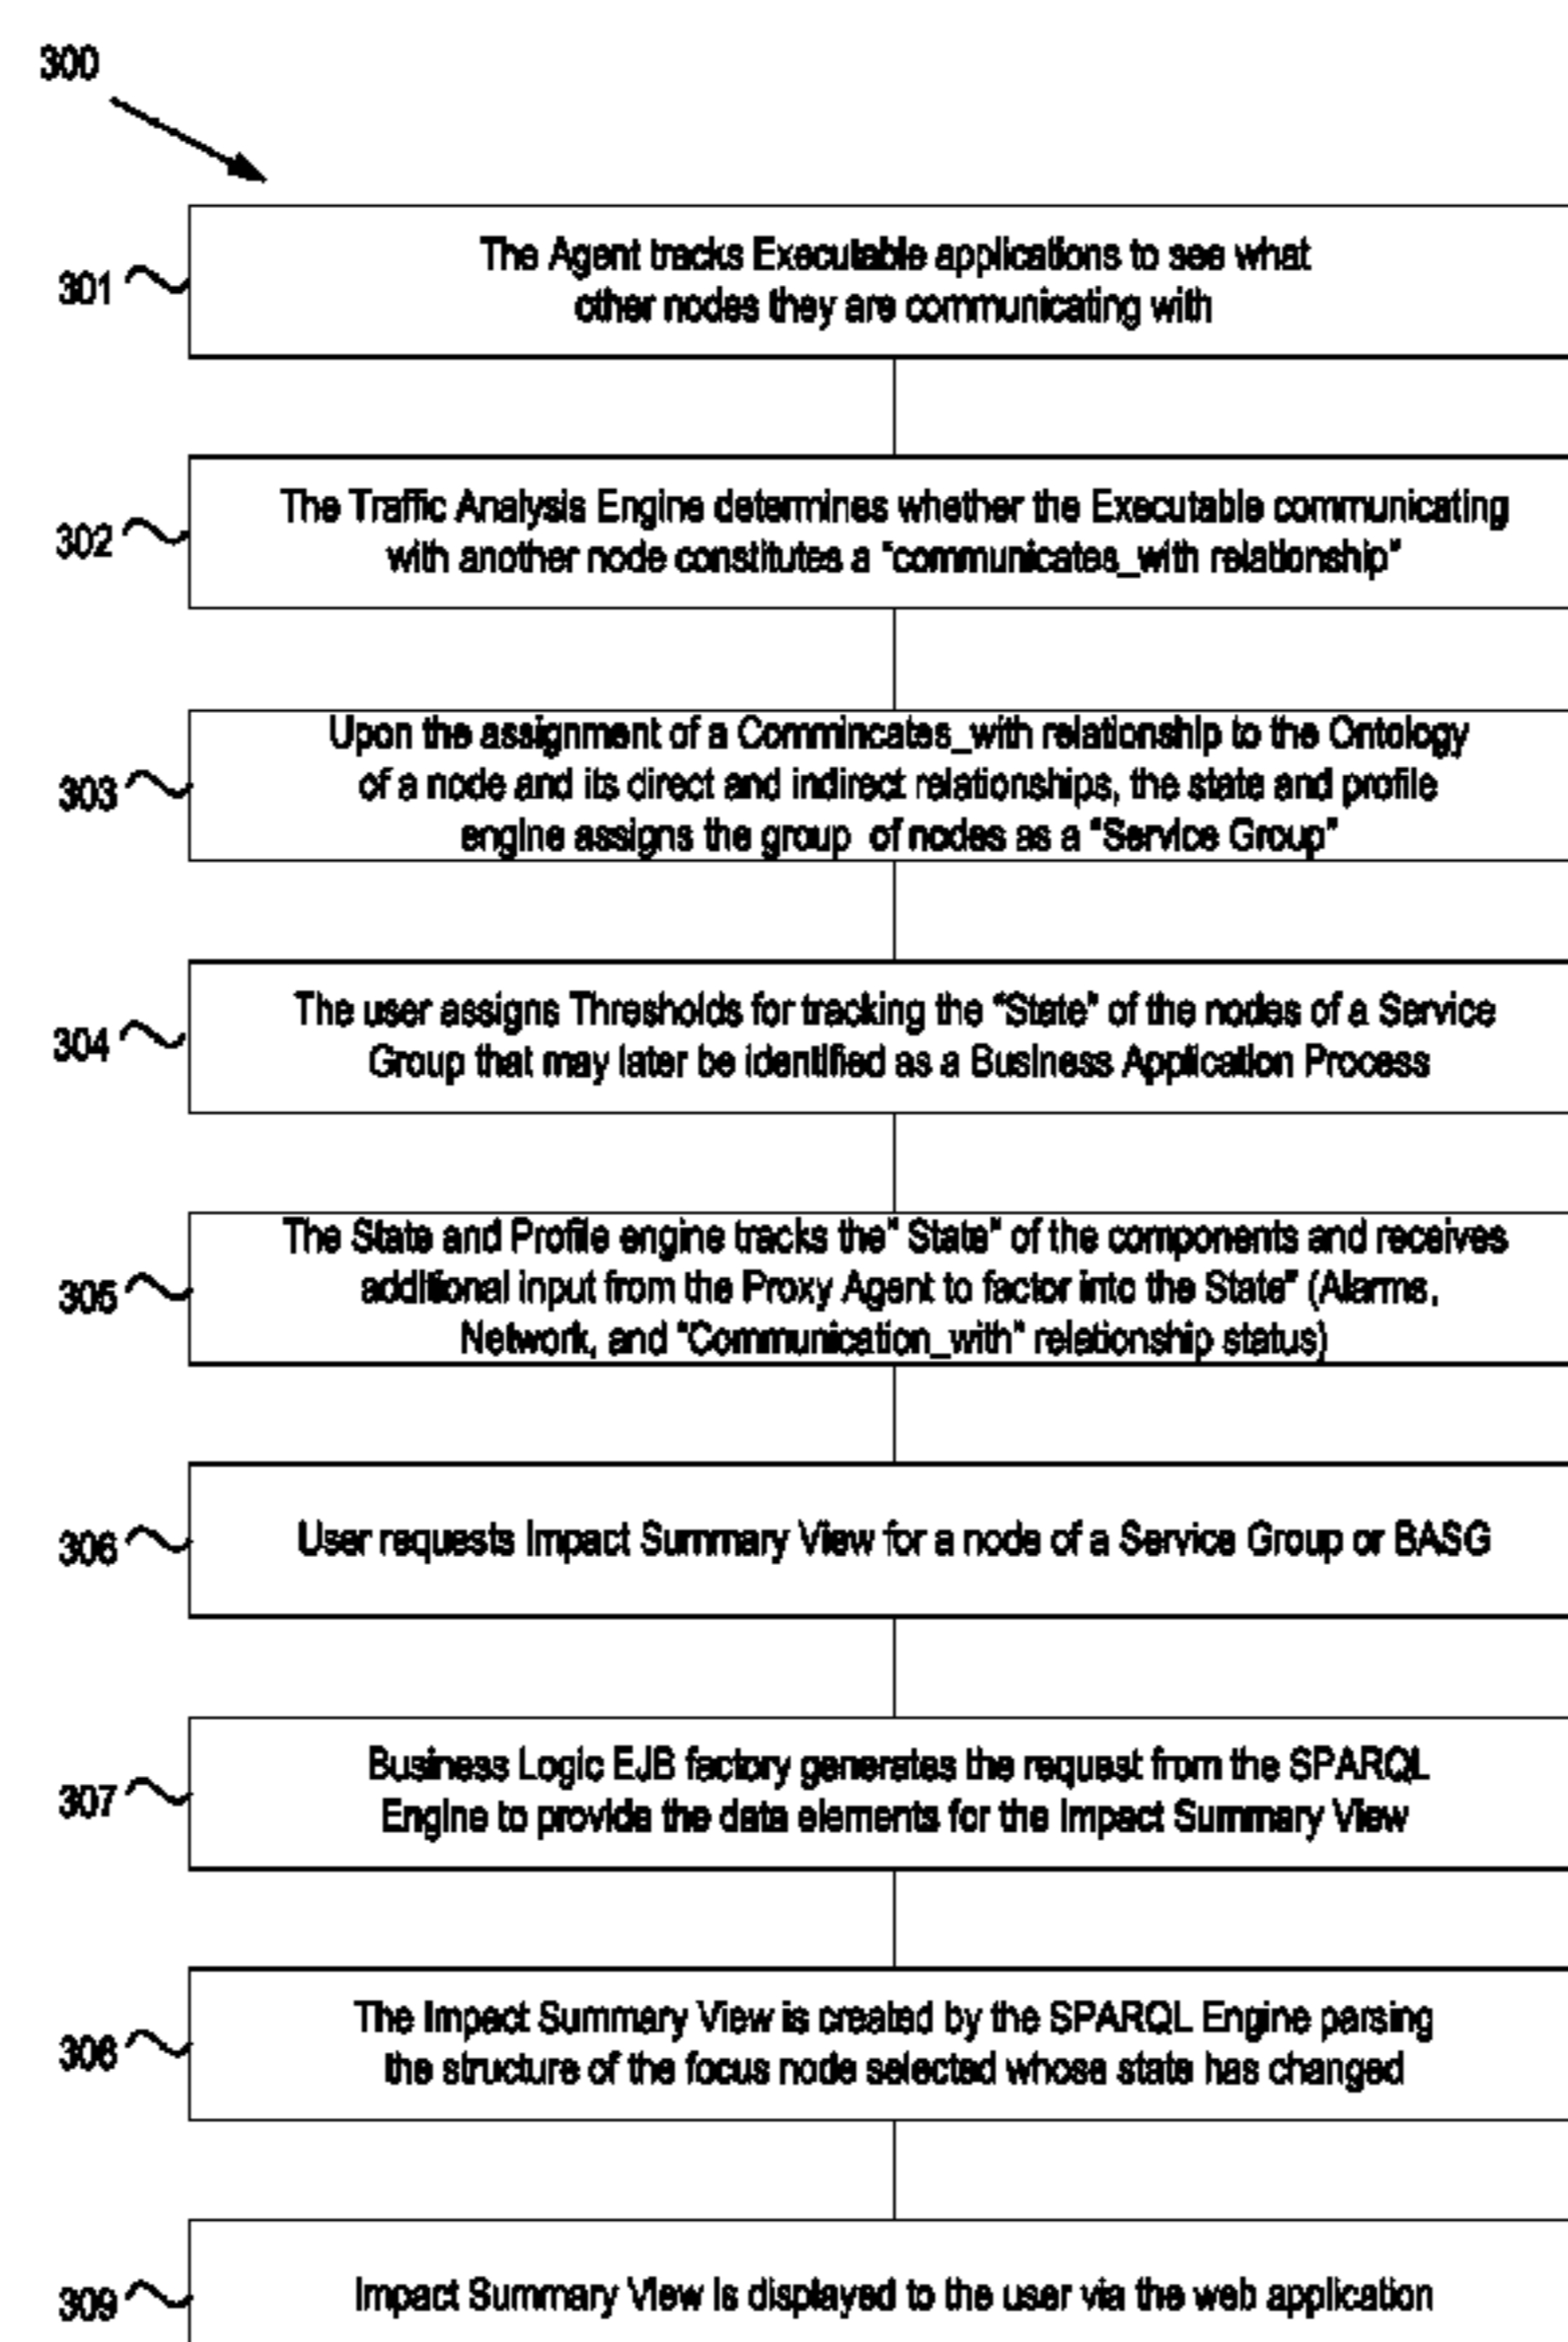 300
301
The Agent tracks Executable applications to see what
other nodes they are communicating with
302
The Traffic Analysis Engine determines whether the Executable communicating
with another node constitutes a "communicates_with relationship"
303
Upon the assignment of a Commincates_with relationship to the Ontology
of a node and its direct and indirect relationships, the state and profile
engine assigns the group of nodes as a "Service Group"
304
The user assigns Thresholds for tracking the "State" of the nodes of a Service
Group that may later be identified as a Business Application Process
305
The State and Profile engine tracks the" State" of the components and receives
additional input from the Proxy Agent to factor into the State" (Alarms,
Network, and "Communication_with" relationship status)
306
User requests Impact Summary View for a node of a Service Group or BASG
307
Business Logic EJB factory generates the request from the SPARQL
Engine to provide the data elements for the Impact Summary View
308
The Impact Summary View is created by the SPARQL Engine parsing
the structure of the focus node selected whose state has changed
309
Impact Summary View is displayed to the user via the web application